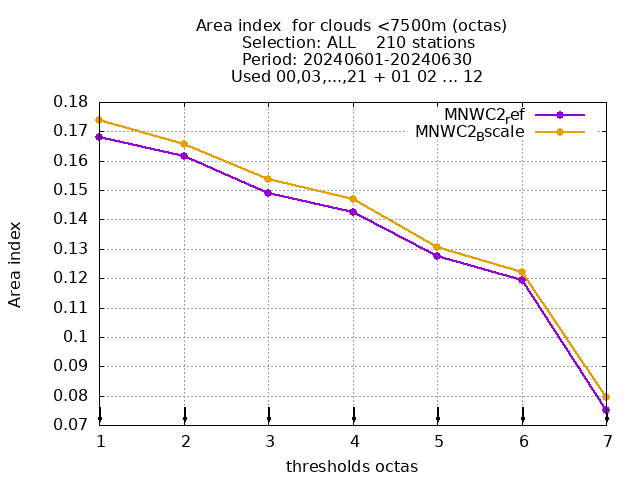 Area index  for clouds <7500m (octas)
Selection: ALL    210 stations
Period: 20240601-20240630
Used 00,03,...,21 + 01 02 ... 12
MNWC2ref
MNWC2Bscale
0.18
0.17
0.16
0.15
0.14
0.13
0.12
0.11
0.1
0.09
0.08
0.07
Area index
1 2 3 4 5 6 7
thresholds octas